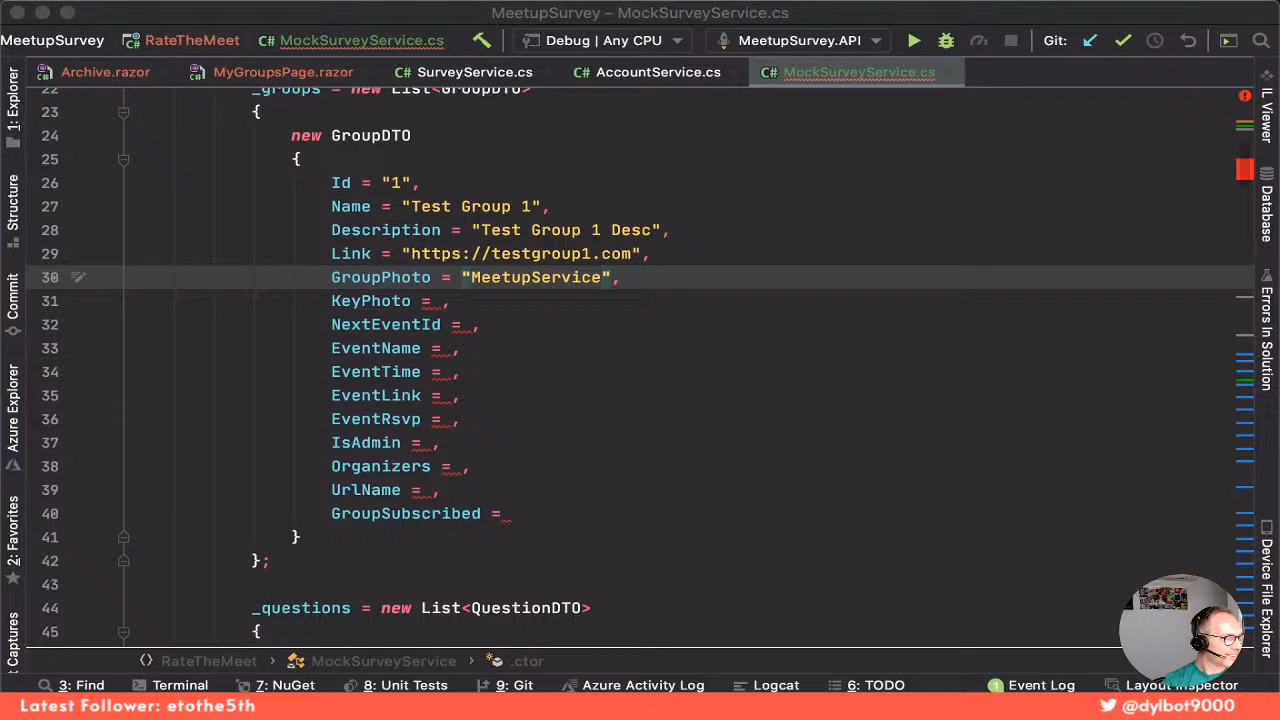 MeetupSurvey – MockSurveyService.cs
MeetupSurvey RateTheMeet C# MockSurveyService.cs Debug | Any CPU MeetupSurvey.API Git:
Archive.razor MyGroupsPage.razor C# SurveyService.cs C# AccountService.cs C# MockSurveyService.cs
22 _groups = new List<GroupDTO>
23 {
24 new GroupDTO
25 {
26 Id = "1",
27 Name = "Test Group 1",
28 Description = "Test Group 1 Desc",
29 Link = "https://testgroup1.com",
30 GroupPhoto = "MeetupService",
31 KeyPhoto = ,
32 NextEventId = ,
33 EventName = ,
34 EventTime = ,
35 EventLink = ,
36 EventRsvp = ,
37 IsAdmin = ,
38 Organizers = ,
39 UrlName = ,
40 GroupSubscribed =
41 }
42 };
43
44 _questions = new List<QuestionDTO>
45 {
1: Explorer
Structure
Commit
Azure Explorer
2: Favorites
t Captures
IL Viewer
Database
Errors In Solution
Device File Explorer
RateTheMeet > MockSurveyService > .ctor
3: Find Terminal 7: NuGet 8: Unit Tests 9: Git Azure Activity Log Logcat 6: TODO 1 Event Log Layout Inspector
Latest Follower: etothe5th @dylbot9000